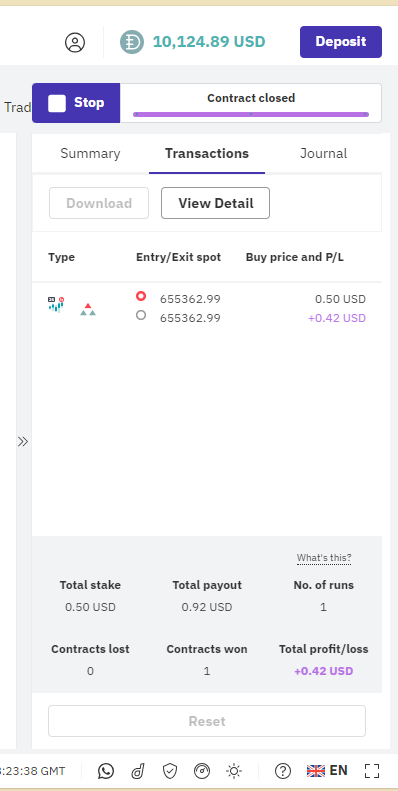 10,124.89 USD
Deposit
Trad
Stop
Contract closed
Summary
Transactions
Journal
Download
View Detail
Type
Entry/Exit spot
Buy price and P/L
655362.99
0.50 USD
655362.99
+0.42 USD
What's this?
Total stake
Total payout
No. of runs
0.50 USD
0.92 USD
1
Contracts lost
Contracts won
Total profit/loss
0
1
+0.42 USD
Reset
:23:38 GMT
EN